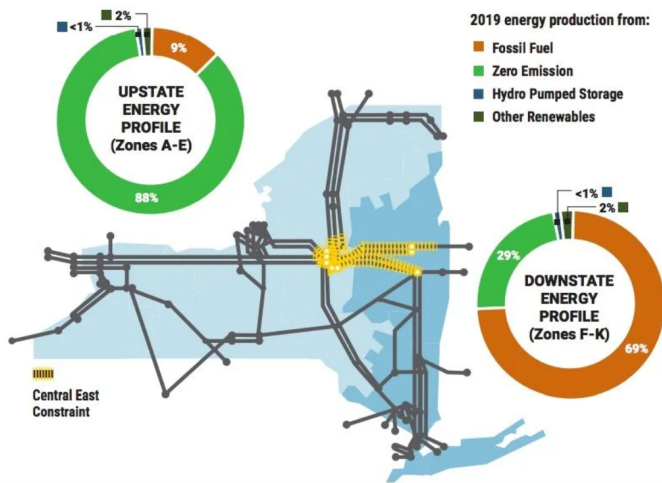 <1%
2%
9%
UPSTATE
ENERGY
PROFILE
(Zones A-E)
88%
2019 energy production from:
Fossil Fuel
Zero Emission
Hydro Pumped Storage
Other Renewables
<1%
2%
29%
DOWNSTATE
ENERGY
PROFILE
(Zones F-K)
69%
Central East
Constraint